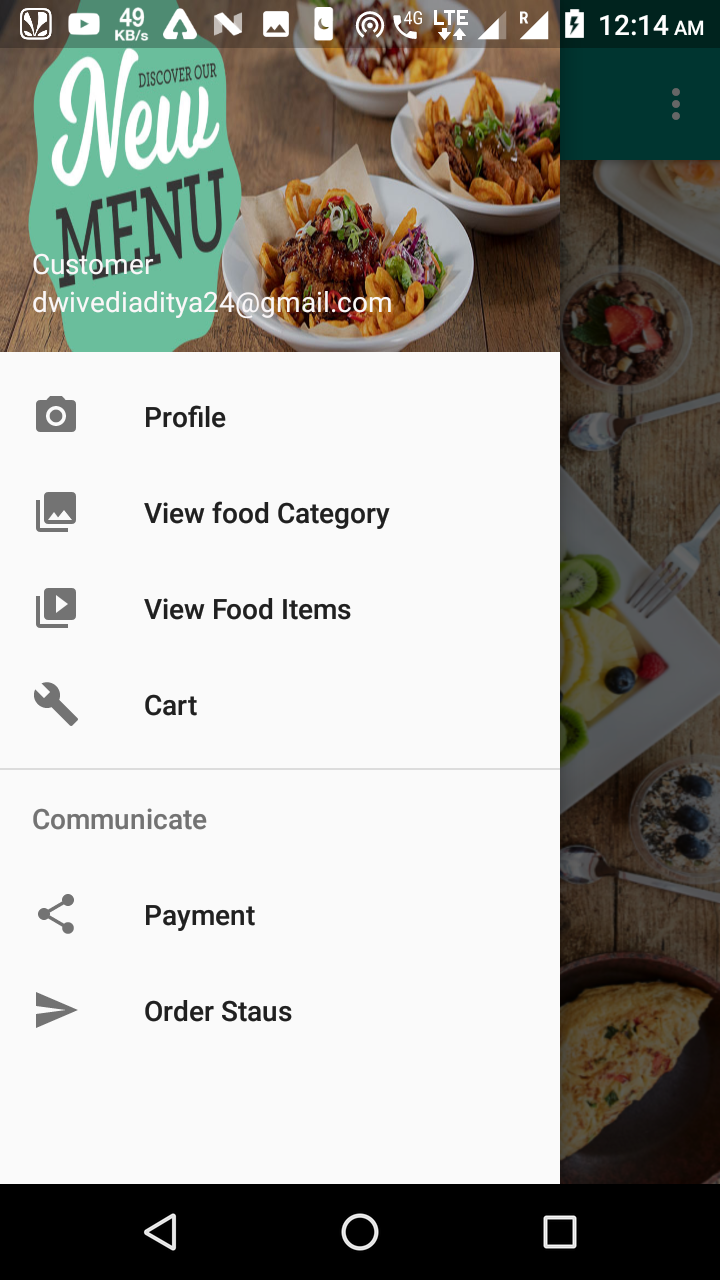 49
KB/s
4G
LTE
R
12:14 AM
DISCOVER OUR
New
MENU
Customer
dwivediaditya24@gmail.com
Profile
View food Category
View Food Items
Cart
Communicate
Payment
Order Staus